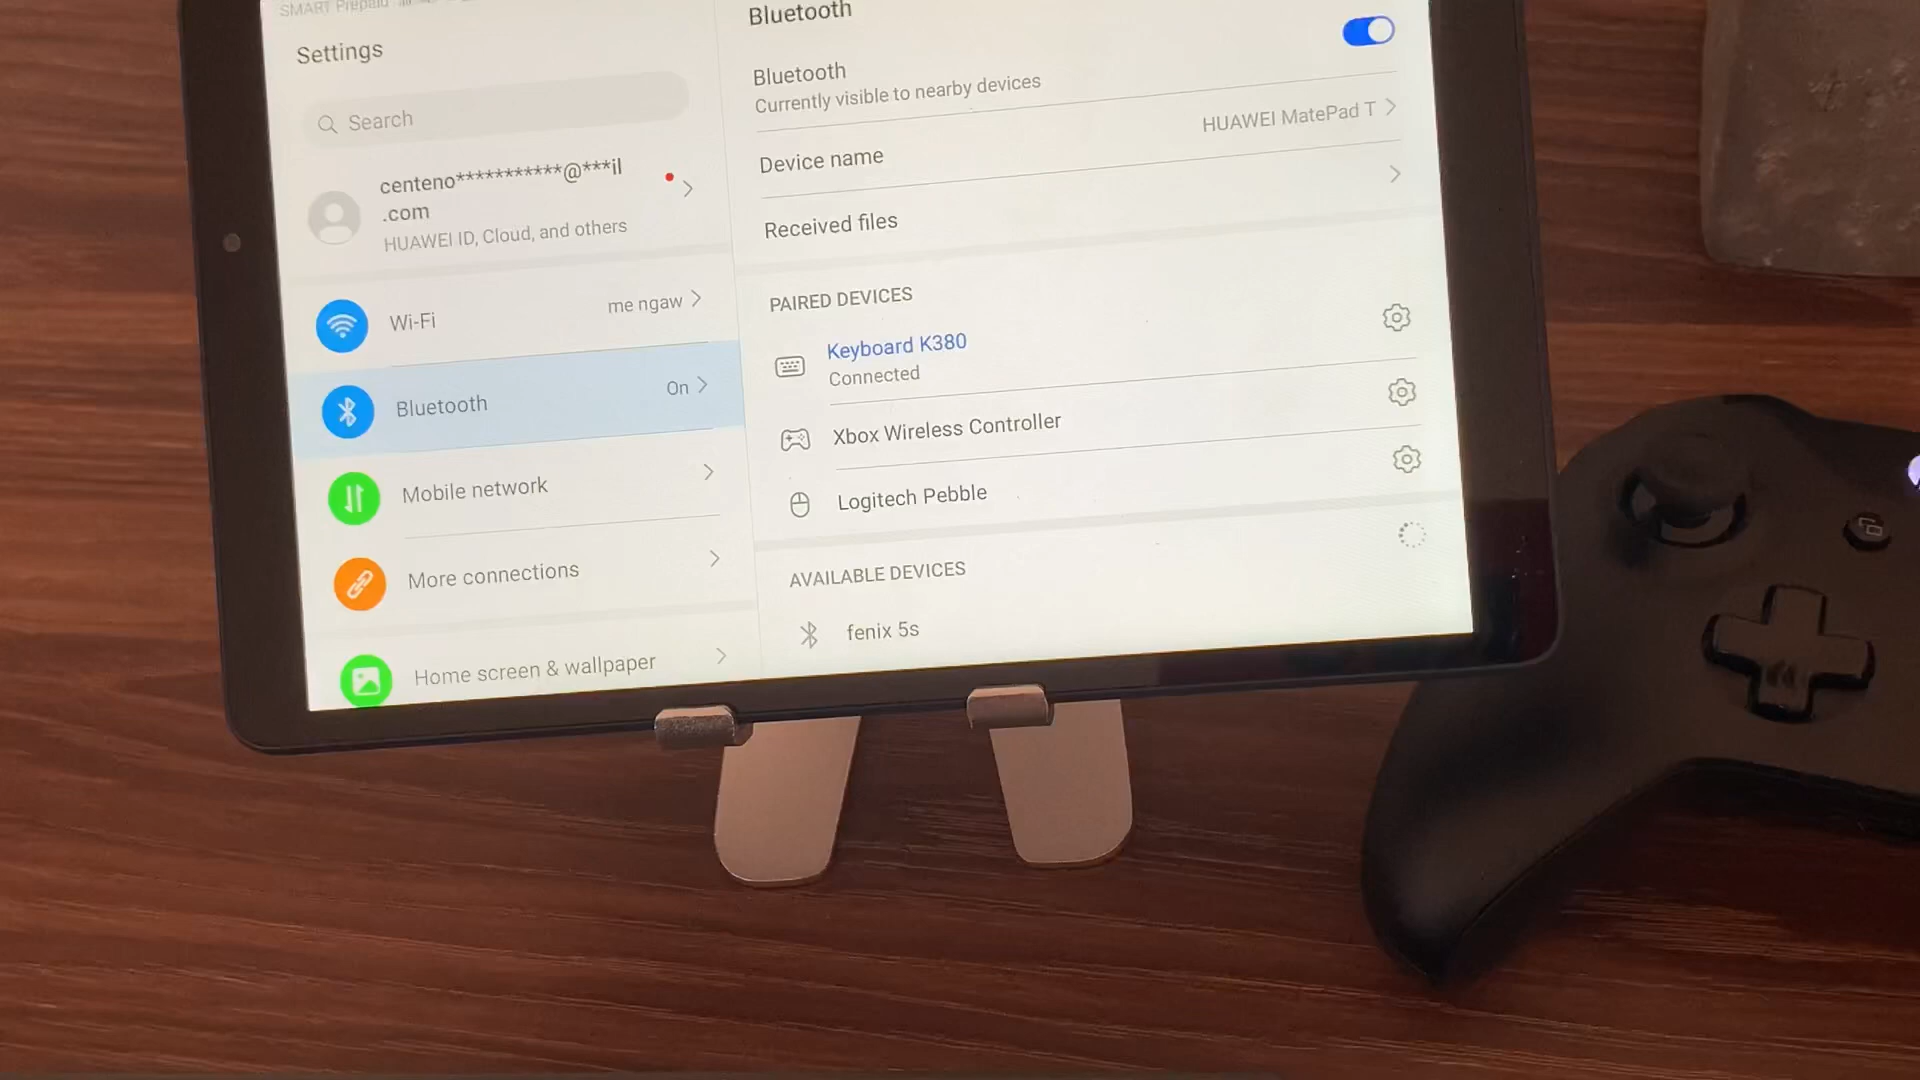 SMART Prepaid
Settings
Search
centeno***********@***il
.com
HUAWEI ID, Cloud, and others
Wi-Fi
me ngaw
Bluetooth
On
Mobile network
More connections
Home screen & wallpaper
Bluetooth
Bluetooth
Currently visible to nearby devices
Device name
HUAWEI MatePad T
Received files
PAIRED DEVICES
Keyboard K380
Connected
Xbox Wireless Controller
Logitech Pebble
AVAILABLE DEVICES
fenix 5s